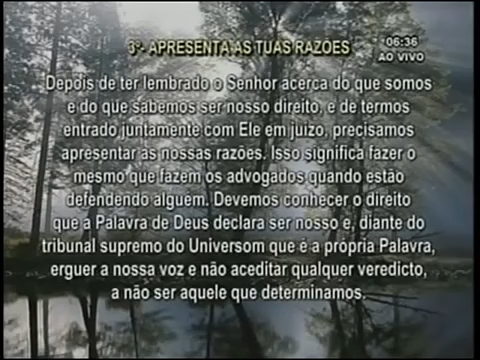 3º- APRESENTA AS TUAS RAZÕES
06:36
AO VIVO
Depois de ter lembrado o Senhor acerca do que somos
e do que sabemos ser nosso direito, e de termos
entrado juntamente com Ele em juízo, precisamos
apresentar as nossas razões. Isso significa fazer o
mesmo que fazem os advogados quando estão
defendendo alguém. Devemos conhecer o direito
que a Palavra de Deus declara ser nosso e, diante do
tribunal supremo do Universom que é a própria Palavra,
erguer a nossa voz e não aceditar qualquer veredicto,
a não ser aquele que determinamos.